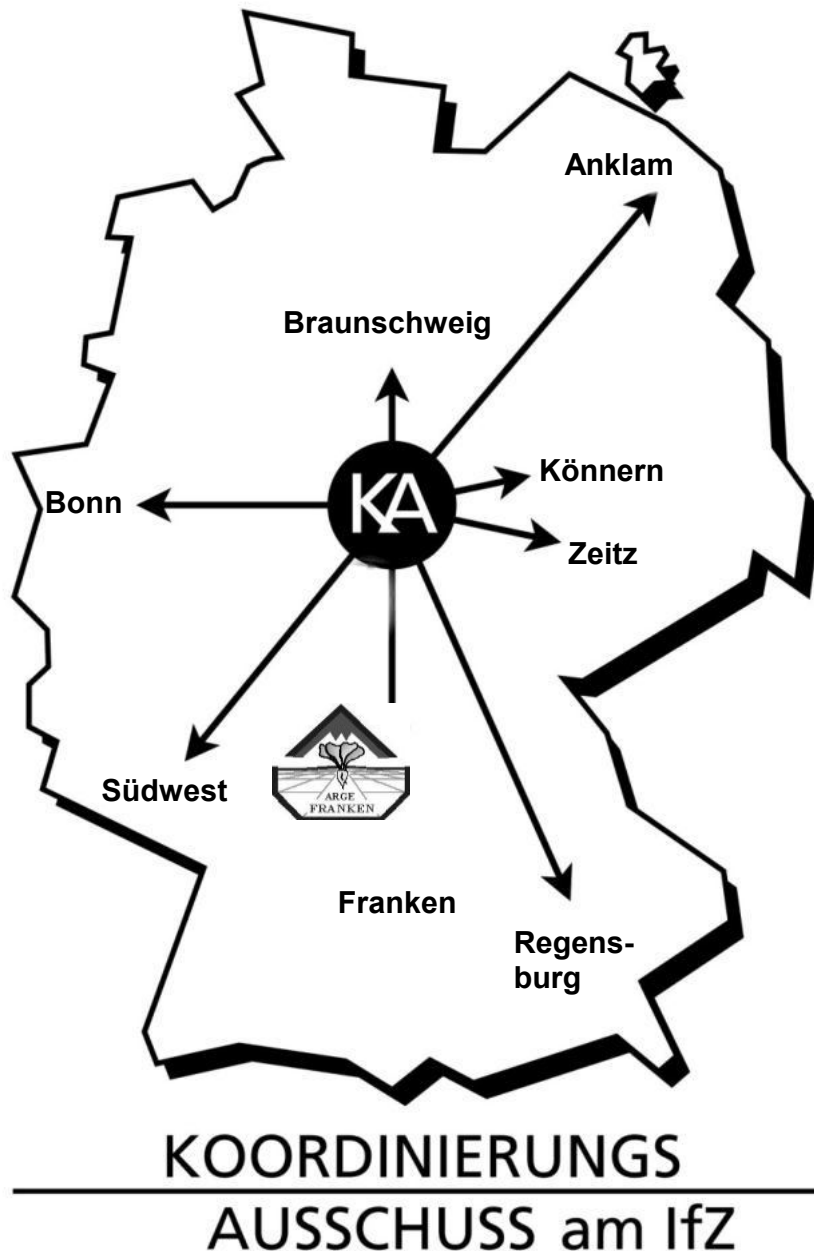 Anklam
Braunschweig
Könnern
Bonn
KA
Zeitz
Südwest
ARGE
FRANKEN
Franken
Regens-
burg
KOORDINIERUNGS
AUSSCHUSS am IfZ